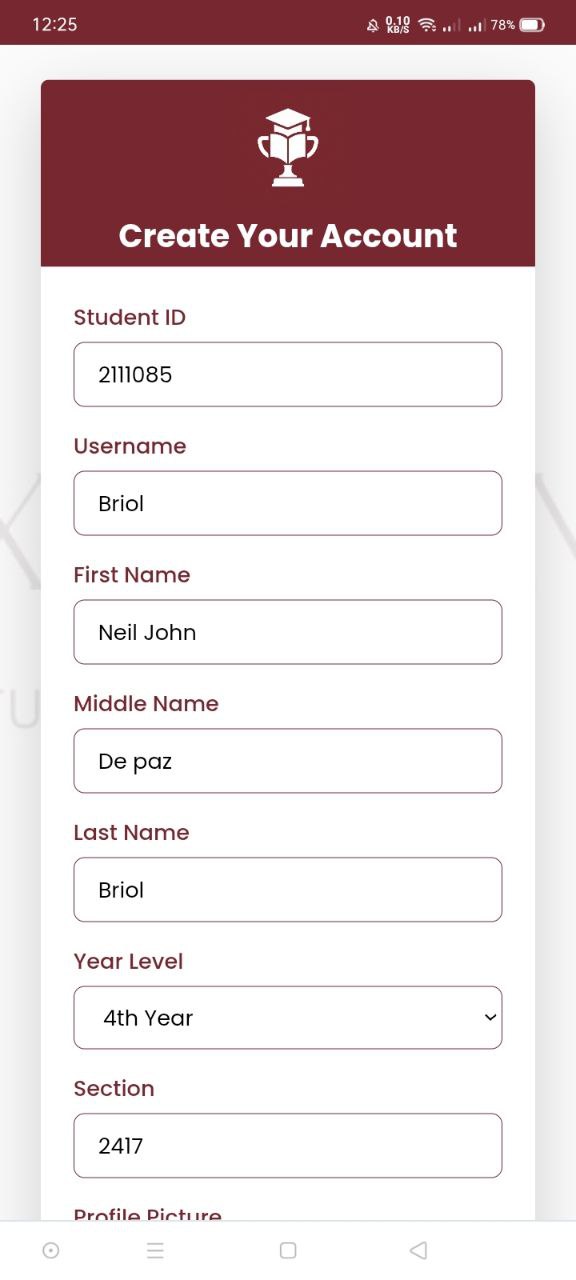 12:25
0.10
KB/S
78%
Create Your Account
Student ID
2111085
Username
Briol
First Name
Neil John
Middle Name
De paz
Last Name
Briol
Year Level
4th Year
Section
2417
Profile Picture